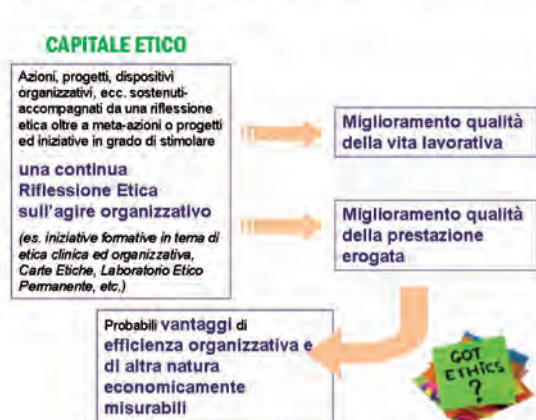 CAPITALE ETICO
Azioni, progetti, dispositivi
organizzativi, ecc. sostenuti-
accompagnati da una riflessione
etica oltre a meta-azioni o progetti
ed iniziative in grado di stimolare
una continua
Riflessione Etica
sull'agire organizzativo
(es. iniziative formative in tema di
etica clinica ed organizzativa,
Carte Etiche, Laboratorio Etico
Permanente, etc.)
Miglioramento qualità
della vita lavorativa
Miglioramento qualità
della prestazione
erogata
Probabili vantaggi di
efficienza organizzativa e
di altra natura
economicamente
misurabili
GOT
ETHICS
?